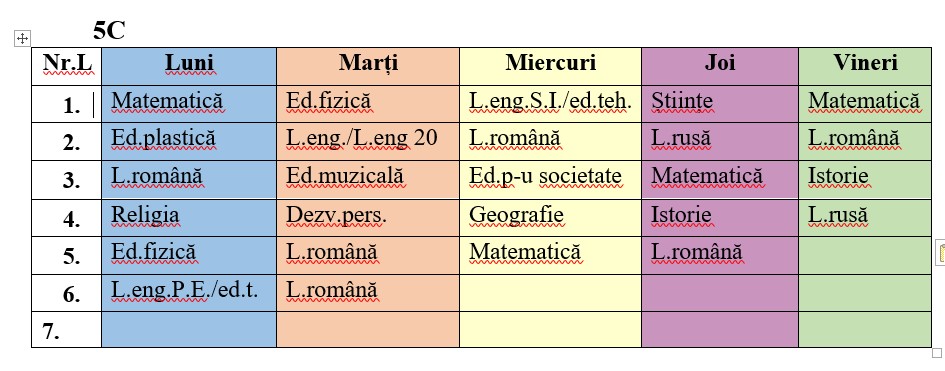 5C
Nr.L Luni Marți Miercuri Joi Vineri
1. Matematică Ed.fizică L.eng.S.I./ed.teh. Stiinte Matematică
2. Ed.plastică L.eng./L.eng 20 L.română L.rusă L.română
3. L.română Ed.muzicală Ed.p-u societate Matematică Istorie
4. Religia Dezv.pers. Geografie Istorie L.rusă
5. Ed.fizică L.română Matematică L.română
6. L.eng.P.E./ed.t. L.română
7.